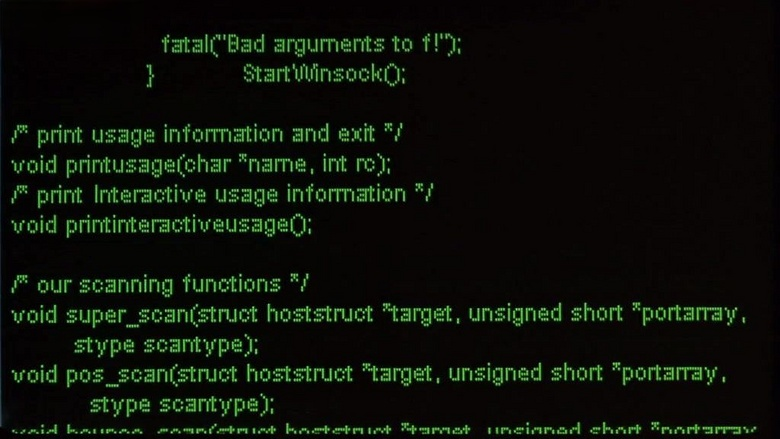 fatal("Bad arguments to f!");
} StartWinsock();
/* print usage information and exit */
void printusage(char *name, int rc);
/* print Interactive usage information */
void printinteractiveusage();
/* our scanning functions */
void super_scan(struct hoststruct *target, unsigned short *portarray,
stype scantype);
void pos_scan(struct hoststruct *target, unsigned short *portarray,
stype scantype);
void bounce_scan(struct hoststruct *target, unsigned short *portarray,